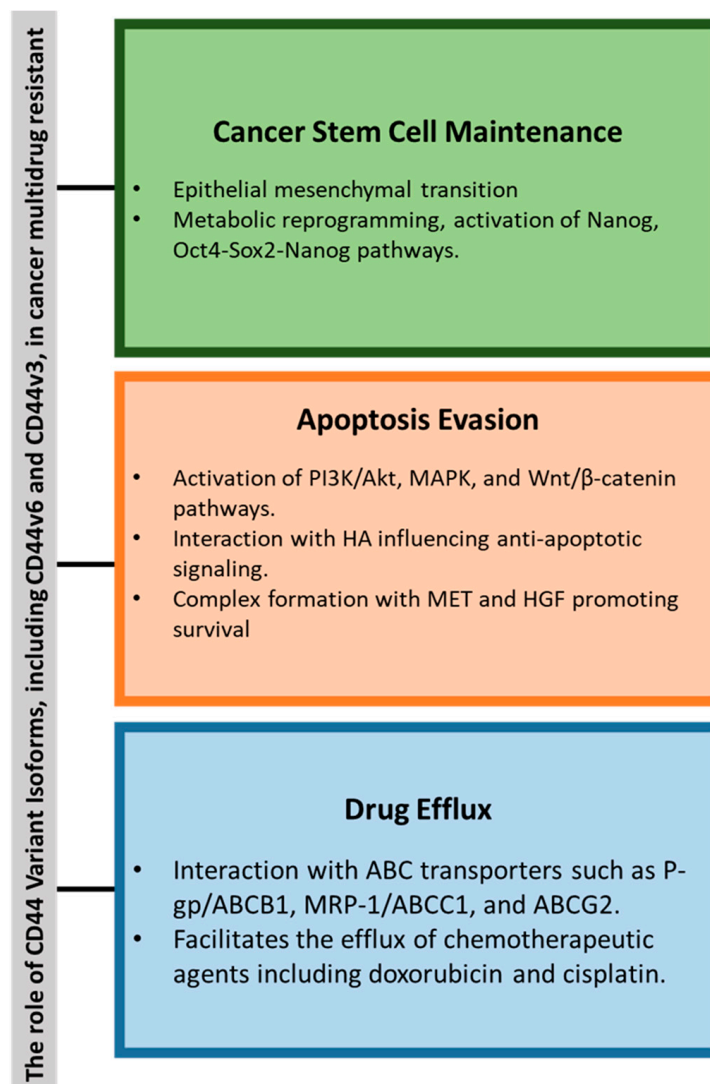 The role of CD44 Variant Isoforms, including CD44v6 and CD44v3, in cancer multidrug resistant
Cancer Stem Cell Maintenance
• Epithelial mesenchymal transition
• Metabolic reprogramming, activation of Nanog,
Oct4-Sox2-Nanog pathways.
Apoptosis Evasion
• Activation of PI3K/Akt, MAPK, and Wnt/β-catenin
pathways.
• Interaction with HA influencing anti-apoptotic
signaling.
• Complex formation with MET and HGF promoting
survival
Drug Efflux
• Interaction with ABC transporters such as P-
gp/ABCB1, MRP-1/ABCC1, and ABCG2.
• Facilitates the efflux of chemotherapeutic
agents including doxorubicin and cisplatin.